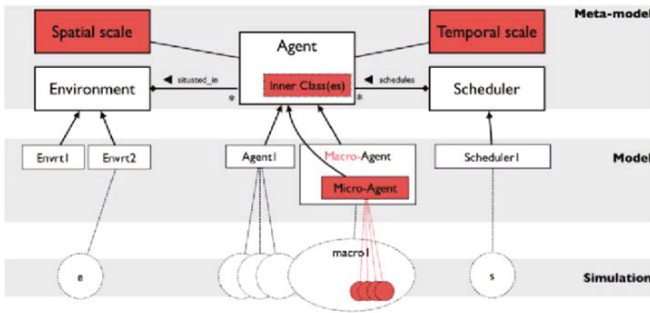 Meta-model
Spatial scale
Agent
Temporal scale
Environment
situsted_in
Inner Class(es)
schedules
Scheduler
*
*
Envrt1
Envrt2
Agent1
Macro-Agent
Scheduler1
Model
Micro-Agent
macro1
e
s
Simulation